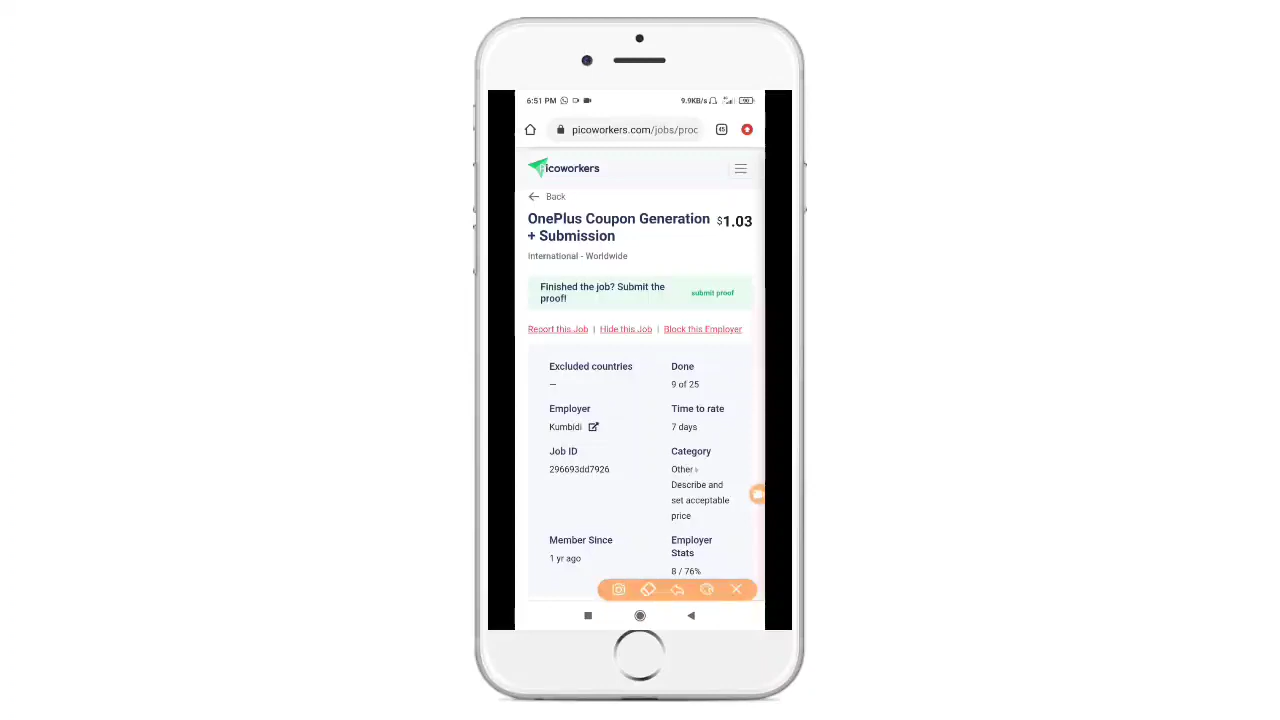 6:51 PM 9.9KB/s 90
picoworkers.com/jobs/proc 45
Picoworkers
Back
OnePlus Coupon Generation $1.03
+ Submission
International - Worldwide
Finished the job? Submit the submit proof
proof!
Report this Job | Hide this Job | Block this Employer
Excluded countries Done
— 9 of 25
Employer Time to rate
Kumbidi 7 days
Job ID Category
296693dd7926 Other »
Describe and
set acceptable
price
Member Since Employer
Stats
1 yr ago 8 / 76%